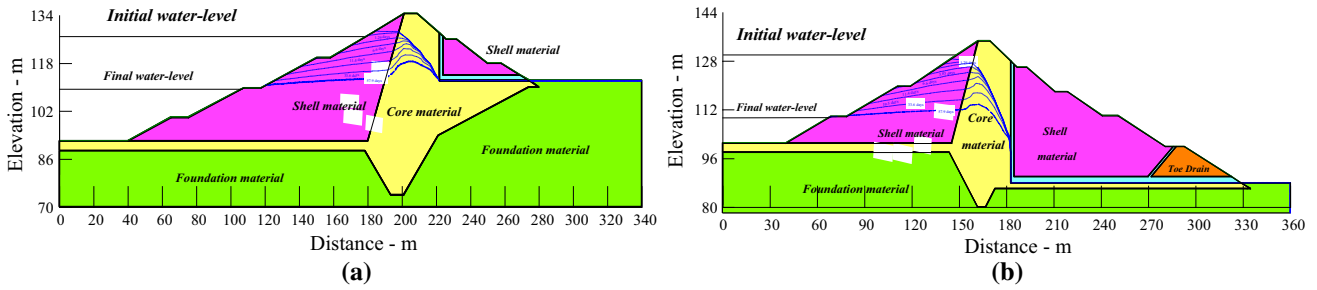 134
118
102
86
70
Elevation - m
Initial water-level
Final water-level
Shell material
Shell material
Core material
Foundation material
Foundation material
0 20 40 60 80 100 120 140 160 180 200 220 240 260 280 300 320 340
Distance - m
(a)
144
128
112
96
80
Elevation - m
Initial water-level
Final water-level
Shell material
Core
material
Shell
material
Toe Drain
Foundation material
0 30 60 90 120 150 180 210 240 270 300 330 360
Distance - m
(b)